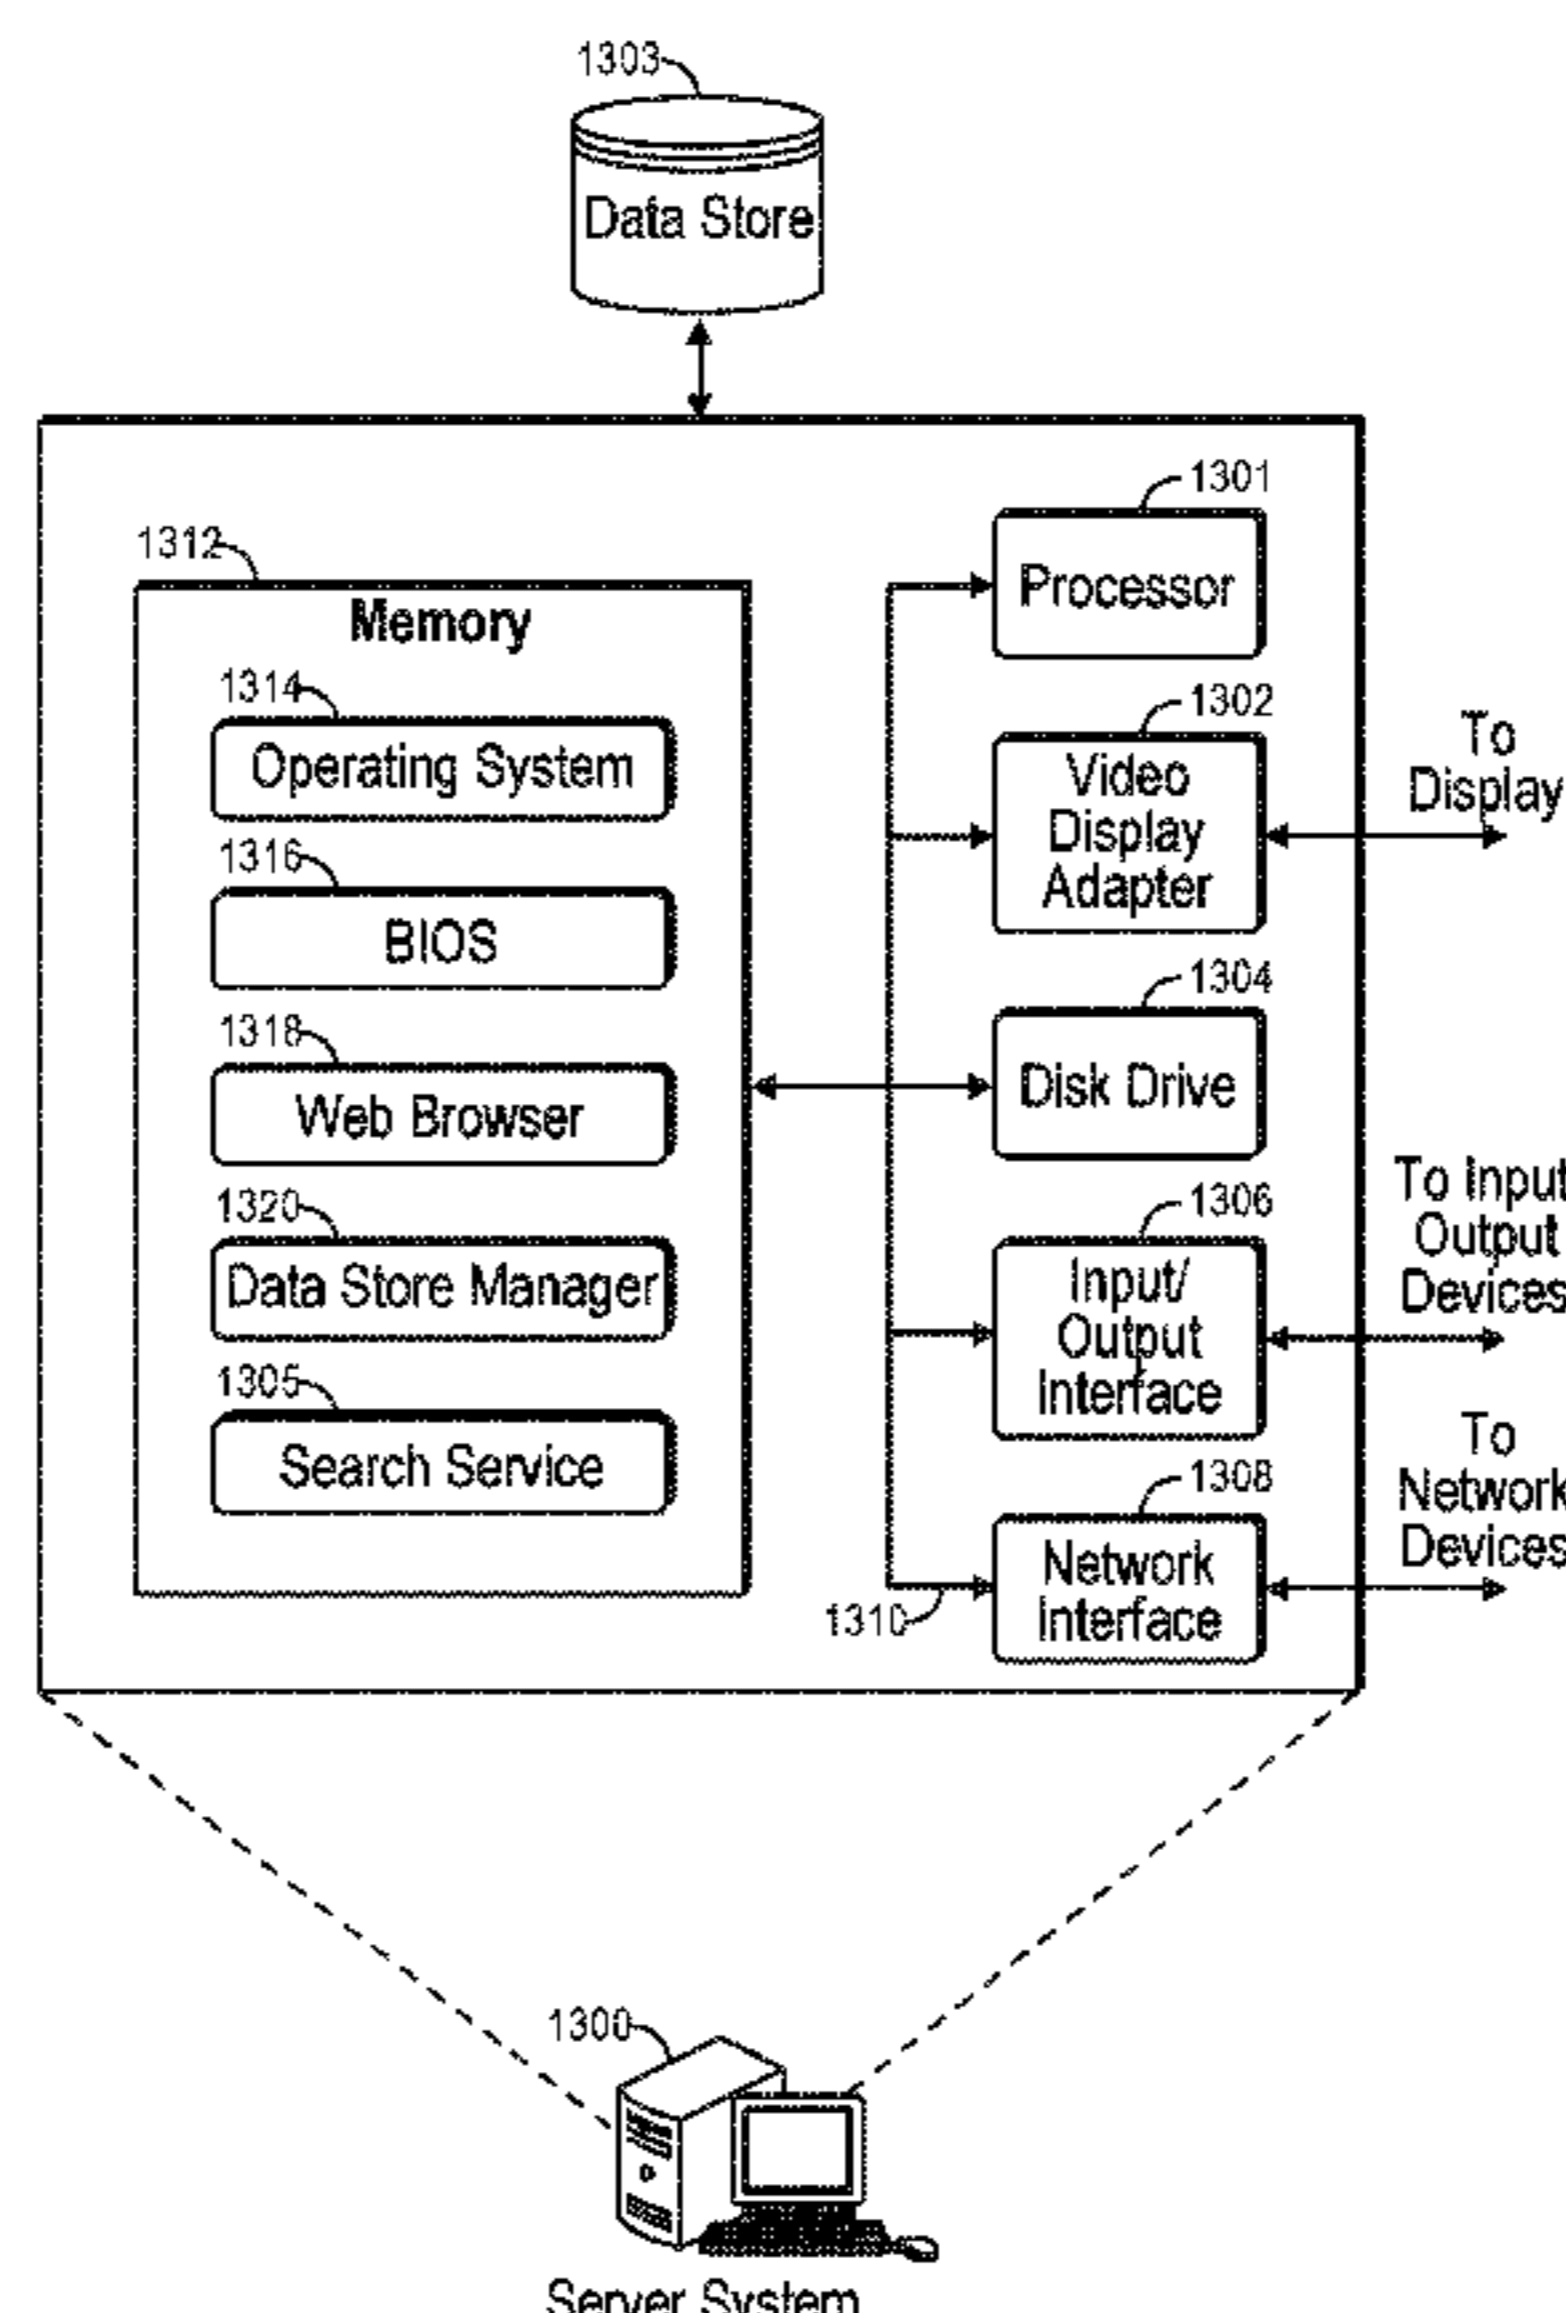 1303
Data Store
1301
1312
Processor
Memory
1314
1302
Operating System
Video
Display
Adapter
To
Display
1316
BIOS
1304
1318
Disk Drive
Web Browser
1320
1306
To Input
Output
Devices
Data Store Manager
Input/
Output
Interface
1305
Search Service
1308
To
Network
Devices
Network
Interface
1310
1300
Server System